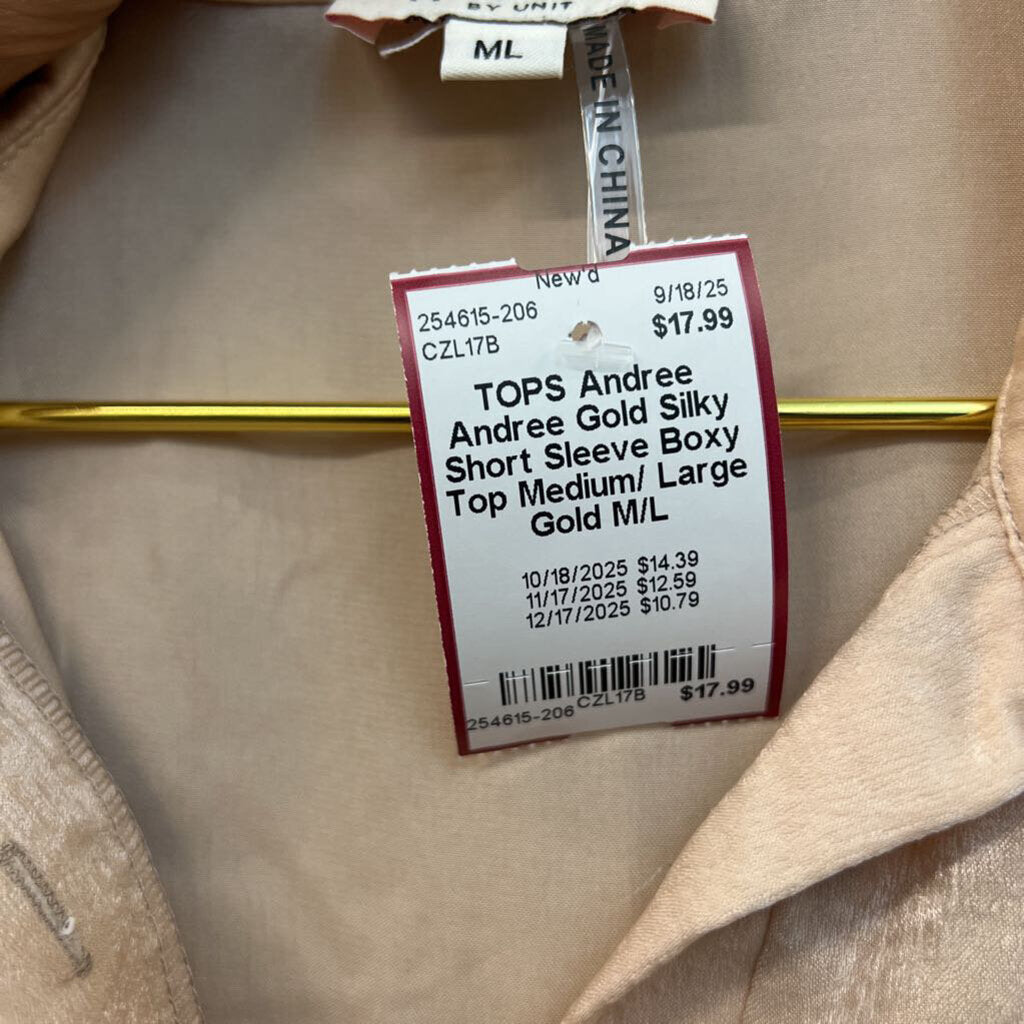 BY UNIT
ML
MADE IN CHINA
New'd
254615-206
9/18/25
CZL17B
$17.99
TOPS Andree
Andree Gold Silky
Short Sleeve Boxy
Top Medium/ Large
Gold M/L
10/18/2025 $14.39
11/17/2025 $12.59
12/17/2025 $10.79
254615-206
CZL17B
$17.99